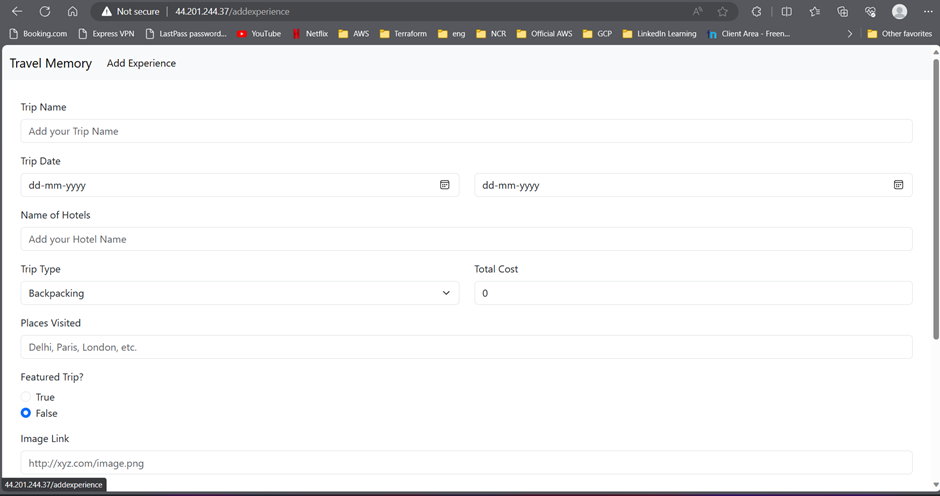 Not secure 44.201.244.37/addexperience
Booking.com Express VPN LastPass password... YouTube Netflix AWS Terraform eng NCR Official AWS GCP LinkedIn Learning Client Area - Freen... Other favorites
Travel Memory Add Experience
Trip Name
Add your Trip Name
Trip Date
dd-mm-yyyy dd-mm-yyyy
Name of Hotels
Add your Hotel Name
Trip Type Total Cost
Backpacking 0
Places Visited
Delhi, Paris, London, etc.
Featured Trip?
True
False
Image Link
http://xyz.com/image.png
44.201.244.37/addexperience